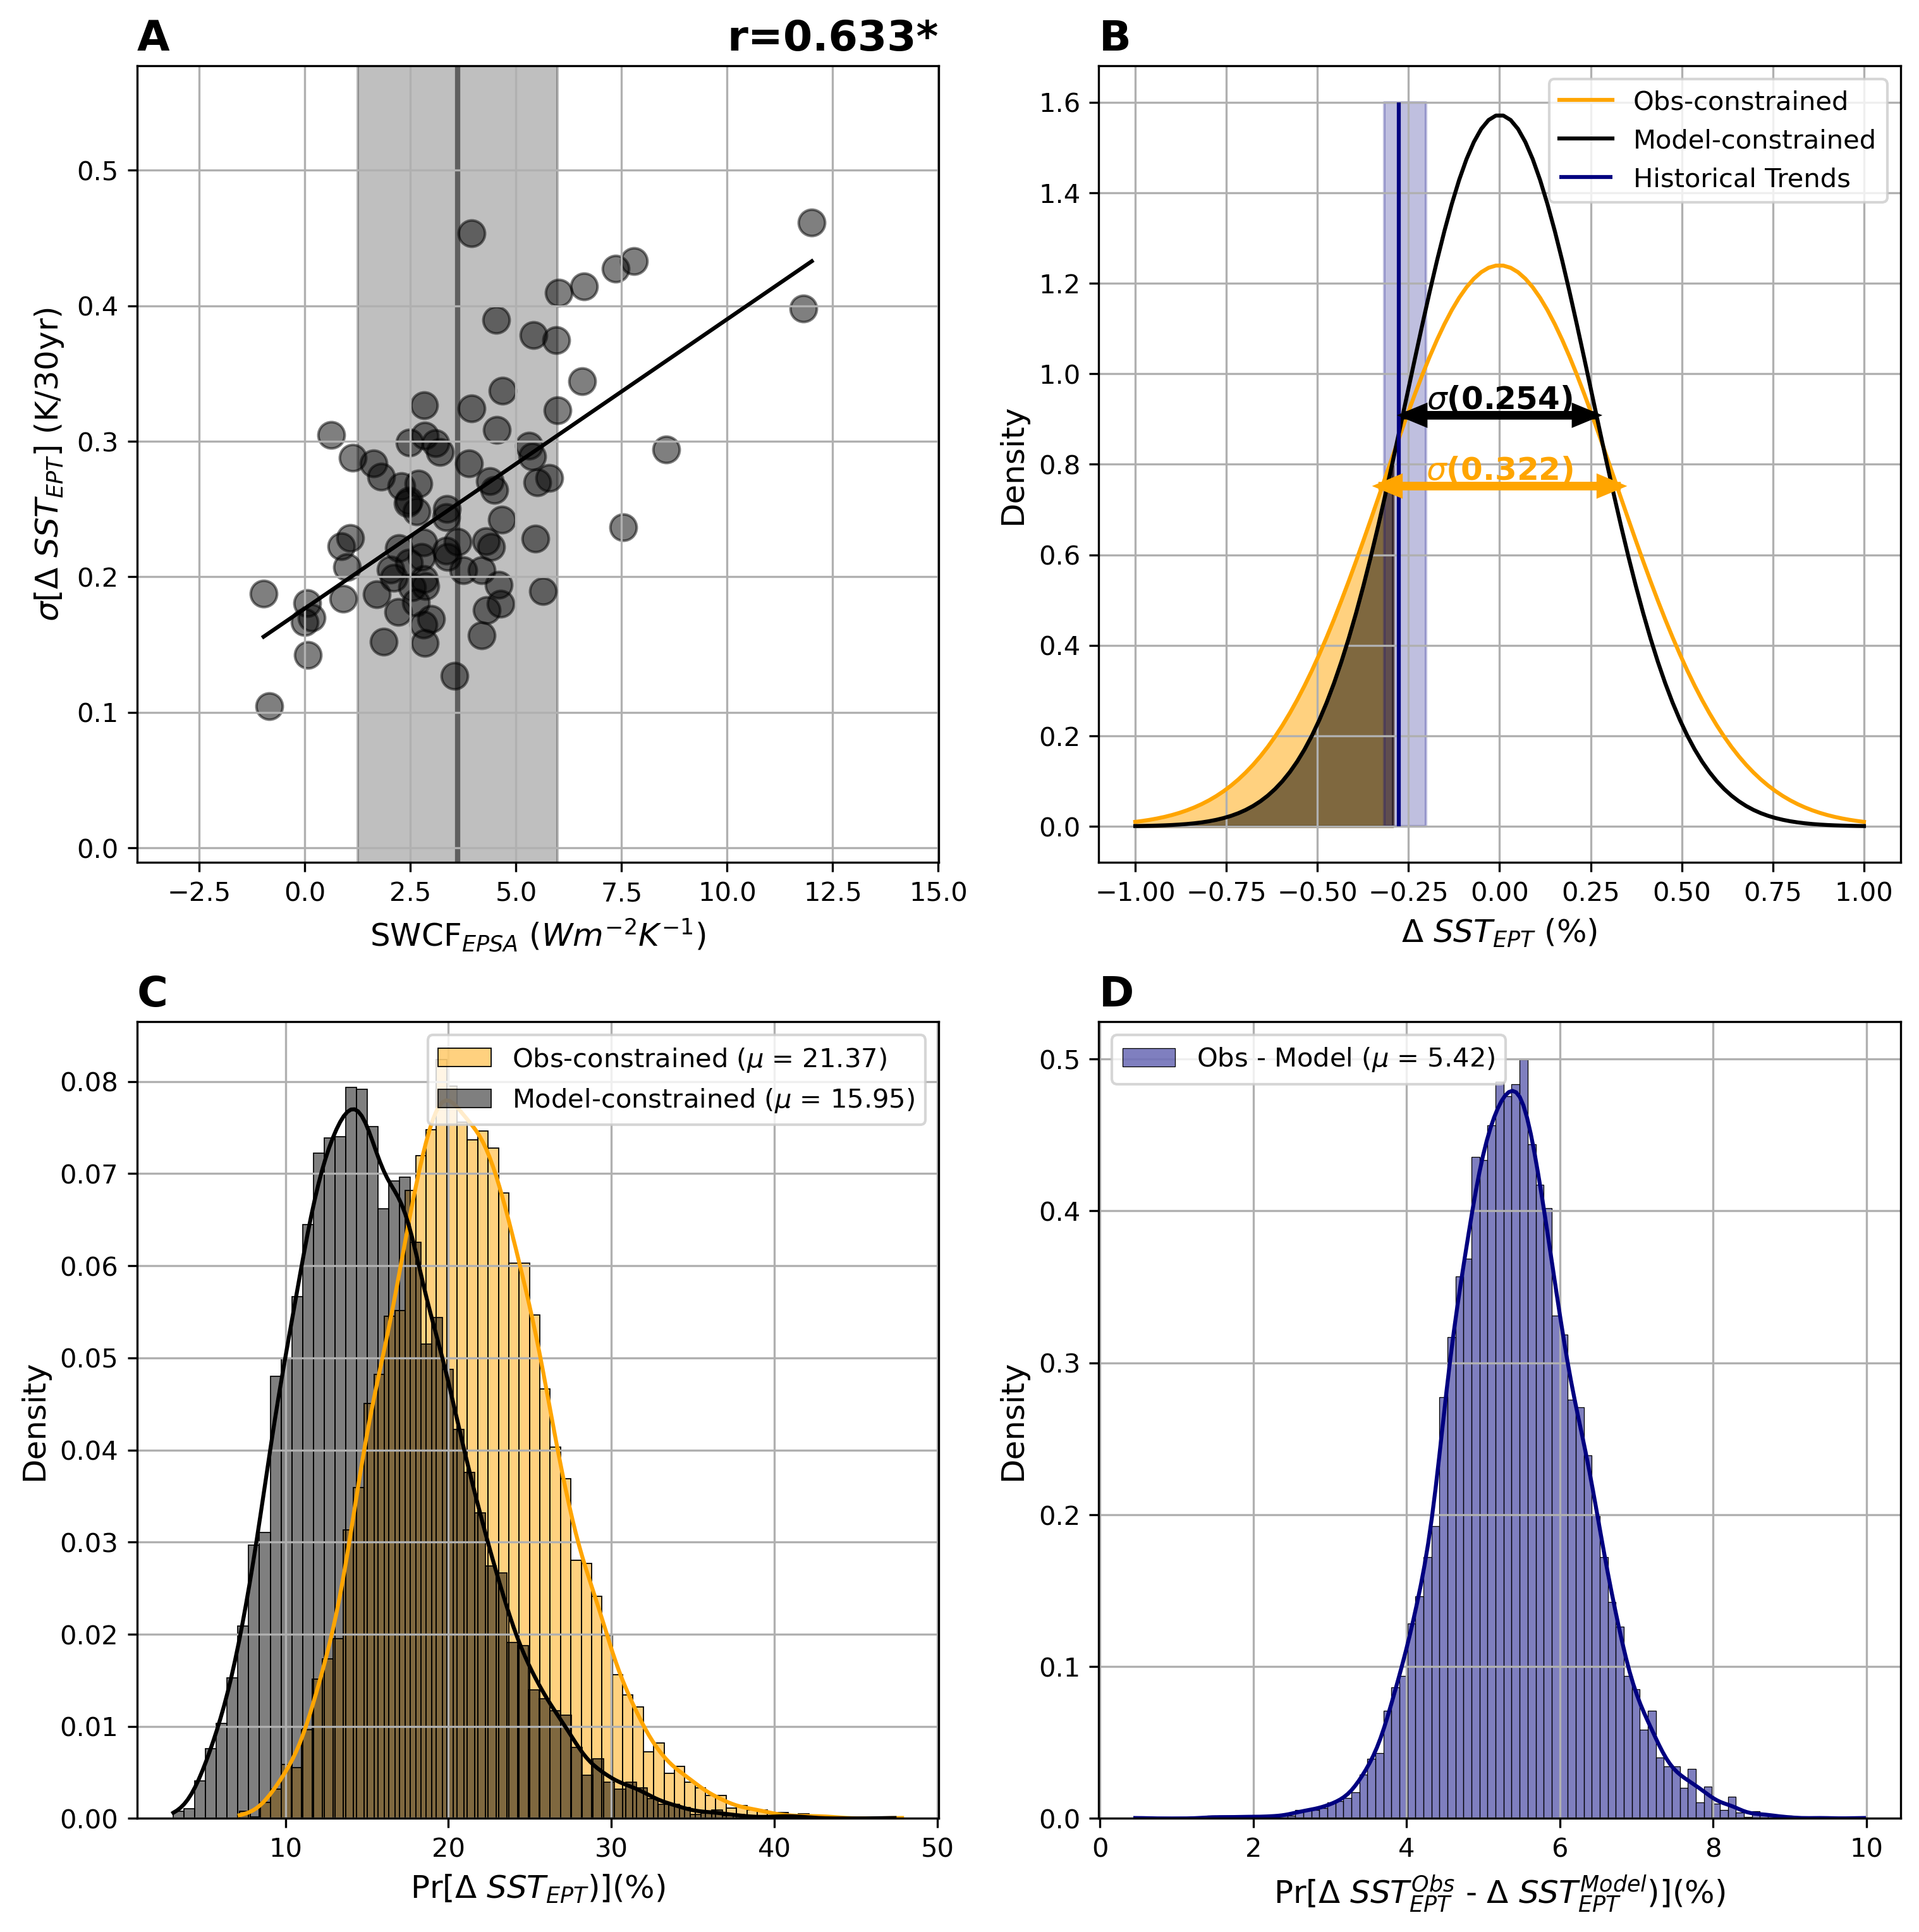 A
r=0.633*
σ[Δ SST_EPT] (K/30yr)
0.5
0.4
0.3
0.2
0.1
0.0
−2.5 0.0 2.5 5.0 7.5 10.0 12.5 15.0
SWCF_EPSA (Wm⁻²K⁻¹)
B
Obs-constrained
Model-constrained
Historical Trends
σ(0.254)
σ(0.322)
Density
1.6
1.4
1.2
1.0
0.8
0.6
0.4
0.2
0.0
−1.00 −0.75 −0.50 −0.25 0.00 0.25 0.50 0.75 1.00
Δ SST_EPT (%)
C
Obs-constrained (μ = 21.37)
Model-constrained (μ = 15.95)
Density
0.08
0.07
0.06
0.05
0.04
0.03
0.02
0.01
0.00
10 20 30 40 50
Pr[Δ SST_EPT)](%)
D
Obs - Model (μ = 5.42)
Density
0.5
0.4
0.3
0.2
0.1
0.0
0 2 4 6 8 10
Pr[Δ SST_EPT^Obs - Δ SST_EPT^Model)](%)